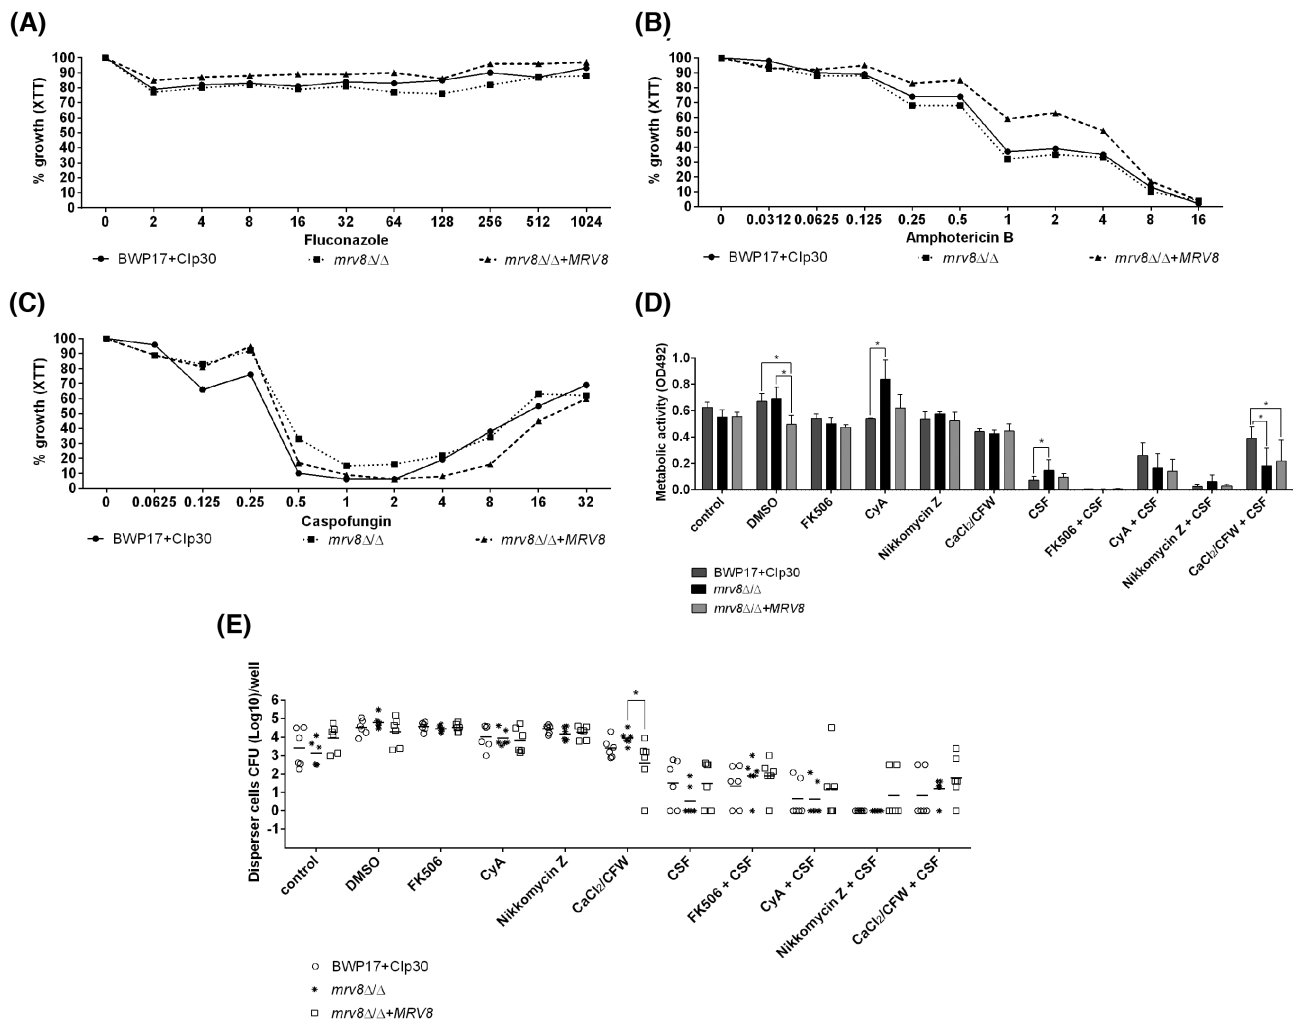 (A)
100
90
80
70
60
50
40
30
20
10
0
% growth (XTT)
0 2 4 8 16 32 64 128 256 512 1024
Fluconazole
BWP17+CIp30 mrv8Δ/Δ mrv8Δ/Δ+MRV8
(B)
100
90
80
70
60
50
40
30
20
10
0
% growth (XTT)
0 0.0312 0.0625 0.125 0.25 0.5 1 2 4 8 16
Amphotericin B
BWP17+CIp30 mrv8Δ/Δ mrv8Δ/Δ+MRV8
(C)
100
90
80
70
60
50
40
30
20
10
0
% growth (XTT)
0 0.0625 0.125 0.25 0.5 1 2 4 8 16 32
Caspofungin
BWP17+CIp30 mrv8Δ/Δ mrv8Δ/Δ+MRV8
(D)
1.0
0.8
0.6
0.4
0.2
0.0
Metabolic activity (OD492)
* * * * * *
control DMSO FK506 CyA Nikkomycin Z CaCl₂/CFW CSF FK506 + CSF CyA + CSF Nikkomycin Z + CSF CaCl₂/CFW + CSF
BWP17+CIp30
mrv8Δ/Δ
mrv8Δ/Δ+MRV8
(E)
6
5
4
3
2
1
0
-1
Disperser cells CFU (Log10)/well
*
control DMSO FK506 CyA Nikkomycin Z CaCl₂/CFW CSF FK506 + CSF CyA + CSF Nikkomycin Z + CSF CaCl₂/CFW + CSF
BWP17+CIp30
mrv8Δ/Δ
mrv8Δ/Δ+MRV8